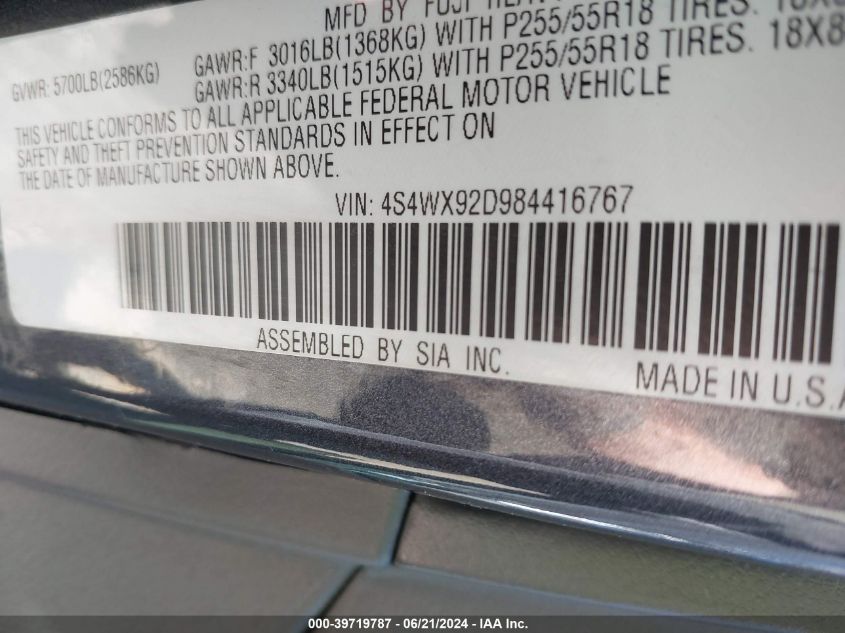 MFD BY FUJI
GVWR: 5700LB(2586KG)
GAWR:F 3016LB(1368KG) WITH P255/55R18 TIRES.
GAWR:R 3340LB(1515KG) WITH P255/55R18 TIRES. 18X8
THIS VEHICLE CONFORMS TO ALL APPLICABLE FEDERAL MOTOR VEHICLE
SAFETY AND THEFT PREVENTION STANDARDS IN EFFECT ON
THE DATE OF MANUFACTURE SHOWN ABOVE.
VIN: 4S4WX92D984416767
ASSEMBLED BY SIA INC.
MADE IN U.S.A
000-39719787 - 06/21/2024 - IAA Inc.